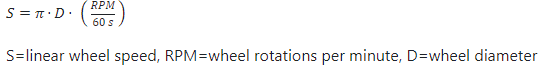 S = π · D · (RPM / 60 s)
S=linear wheel speed, RPM=wheel rotations per minute, D=wheel diameter